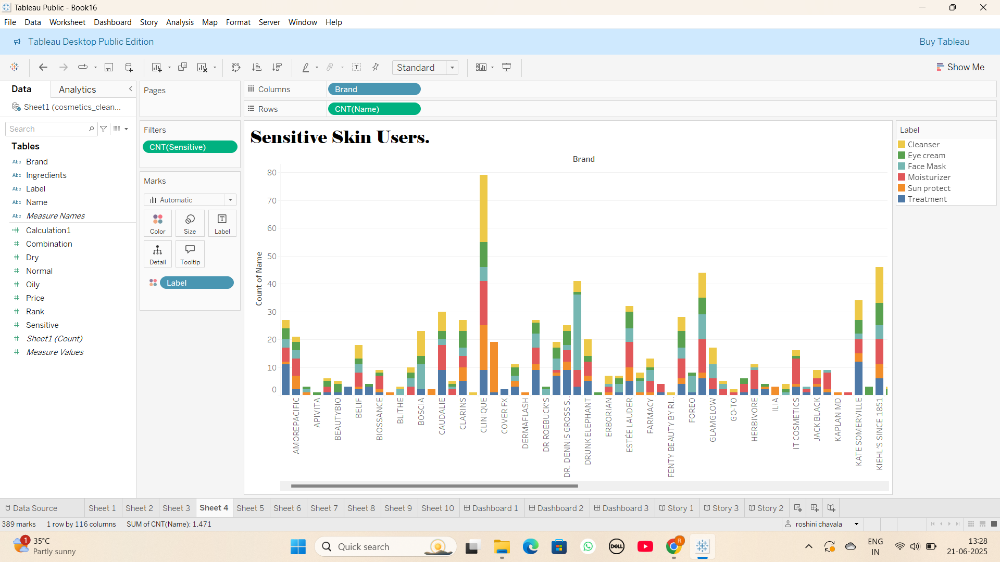 Tableau Public - Book16
File Data Worksheet Dashboard Story Analysis Map Format Server Window Help
Tableau Desktop Public Edition
Buy Tableau
Standard
Show Me
Data
Analytics
Sheet1 (cosmetics_clean...
Search
Tables
Abc Brand
Abc Ingredients
Abc Label
Abc Name
Abc Measure Names
=# Calculation1
# Combination
# Dry
# Normal
# Oily
# Price
# Rank
# Sensitive
# Sheet1 (Count)
# Measure Values
Pages
Filters
CNT(Sensitive)
Marks
Automatic
Color
Size
Label
Detail
Tooltip
Label
Columns
Brand
Rows
CNT(Name)
Sensitive Skin Users.
Brand
Count of Name
80
70
60
50
40
30
20
10
0
AMOREPACIFIC
APIVITA
BEAUTYBIO
BELIF
BIOSSANCE
BLITHE
BOSCIA
CAUDALIE
CLARINS
CLINIQUE
COVER FX
DERMAFLASH
DR ROEBUCK'S
DR. DENNIS GROSS S..
DRUNK ELEPHANT
ERBORIAN
ESTÉE LAUDER
FARMACY
FENTY BEAUTY BY RI..
FOREO
GLAMGLOW
GO-TO
HERBIVORE
ILIA
IT COSMETICS
JACK BLACK
KAPLAN MD
KATE SOMERVILLE
KIEHL'S SINCE 1851
Label
Cleanser
Eye cream
Face Mask
Moisturizer
Sun protect
Treatment
Data Source
Sheet 1
Sheet 2
Sheet 3
Sheet 4
Sheet 5
Sheet 6
Sheet 7
Sheet 8
Sheet 9
Sheet 10
Dashboard 1
Dashboard 2
Dashboard 3
Story 1
Story 3
Story 2
389 marks
1 row by 116 columns
SUM of CNT(Name): 1,471
roshini chavala
1
35°C
Partly sunny
Quick search
DELL
R
ENG
IN
13:28
21-06-2025